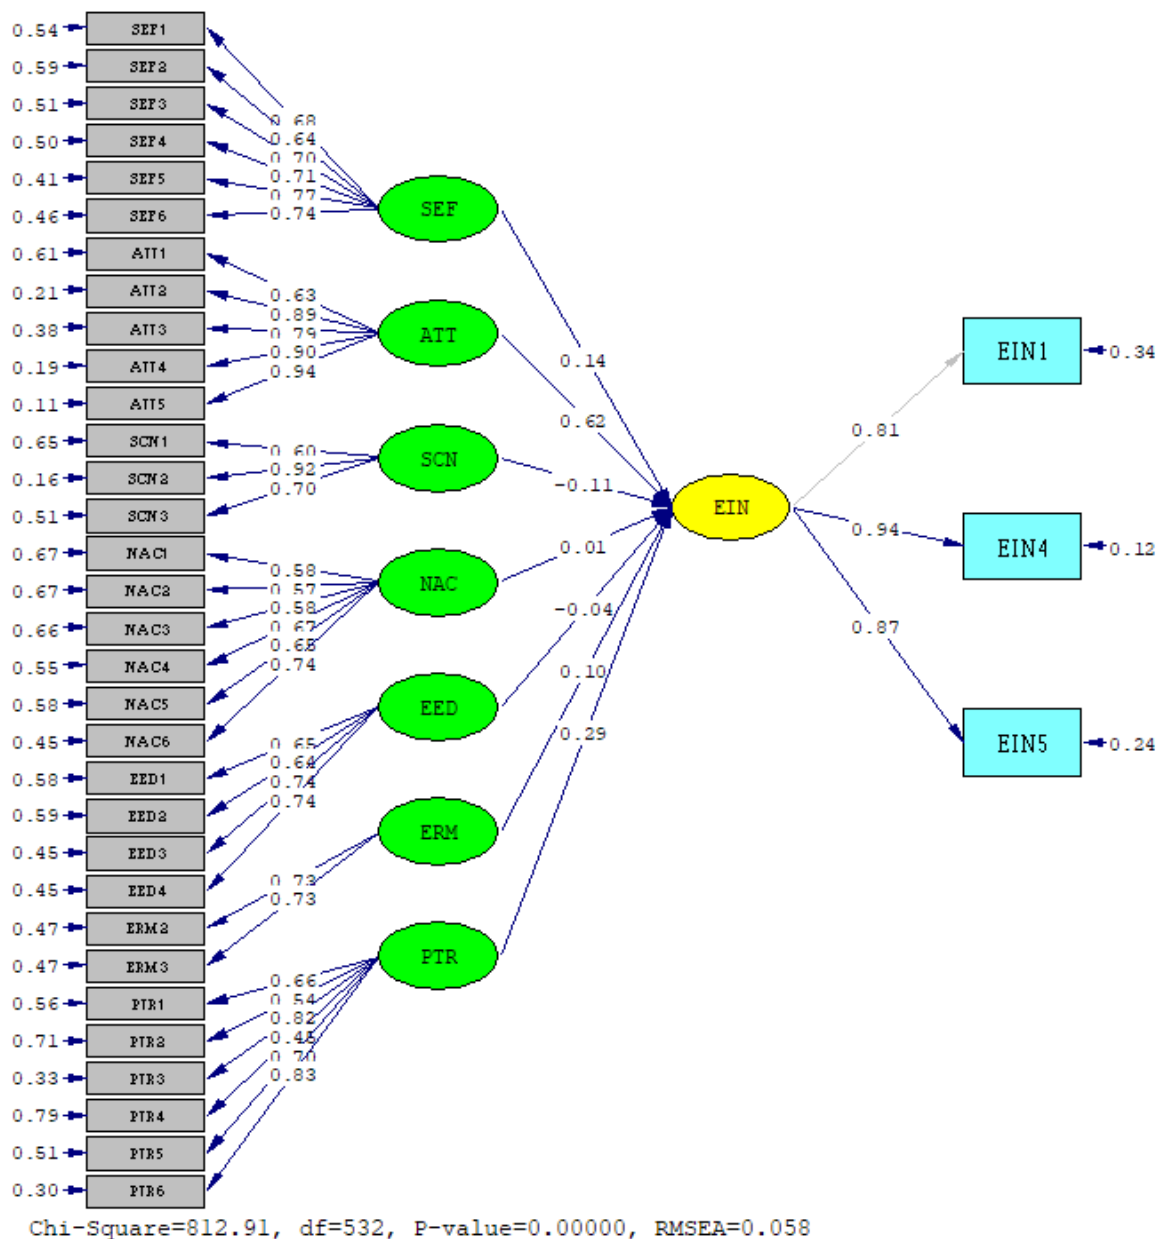 0.54 SEF1
0.59 SEF2
0.51 SEF3
0.50 SEF4
0.41 SEF5
0.46 SEF6
0.61 ATT1
0.21 ATT2
0.38 ATT3
0.19 ATT4
0.11 ATT5
0.65 SCN1
0.16 SCN2
0.51 SCN3
0.67 NAC1
0.67 NAC2
0.66 NAC3
0.55 NAC4
0.58 NAC5
0.45 NAC6
0.58 EED1
0.59 EED2
0.45 EED3
0.45 EED4
0.47 ERM2
0.47 ERM3
0.56 PTR1
0.71 PTR2
0.33 PTR3
0.79 PTR4
0.51 PTR5
0.30 PTR6
0.68
0.64
0.70
0.71
0.77
0.74
0.63
0.89
0.79
0.90
0.94
0.60
0.92
0.70
0.58
0.57
0.58
0.67
0.65
0.74
0.65
0.64
0.74
0.74
0.73
0.73
0.66
0.54
0.82
0.70
0.83
SEF
ATT
SCN
NAC
EED
ERM
PTR
0.14
0.62
-0.11
0.01
-0.04
0.10
0.29
EIN
0.81
0.94
0.87
EIN1 0.34
EIN4 0.12
EIN5 0.24
Chi-Square=812.91, df=532, P-value=0.00000, RMSEA=0.058